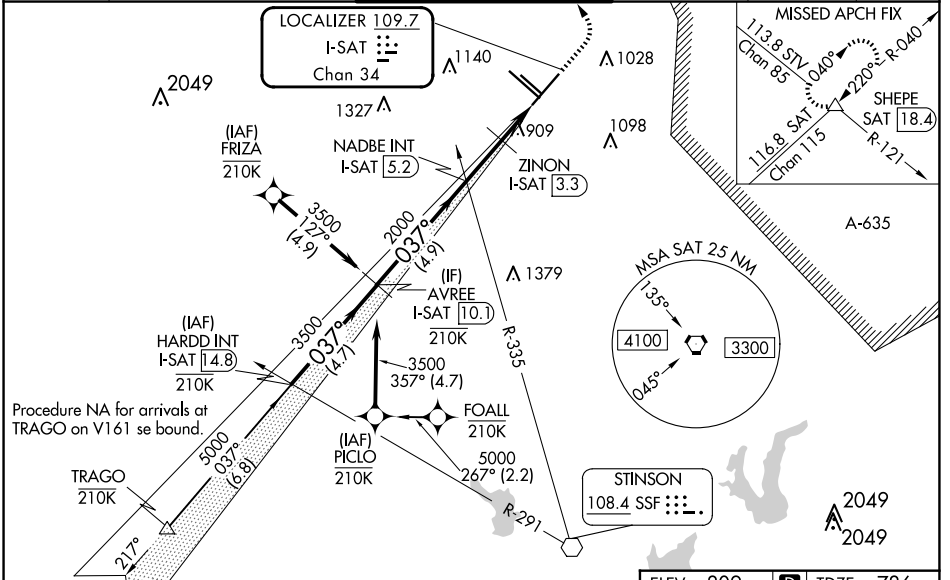 LOCALIZER 109.7
I-SAT
Chan 34
2049
1140
1028
1327
909
1098
(IAF)
FRIZA
210K
NADBE INT
I-SAT 5.2
ZINON
I-SAT 3.3
3500
127°
(4.9)
2000
037°
(4.9)
1379
(IF)
AVREE
I-SAT 10.1
210K
(IAF)
HARDD INT
I-SAT 14.8
210K
3500
037°
(4.7)
R-335
3500
357° (4.7)
Procedure NA for arrivals at
TRAGO on V161 se bound.
(IAF)
PICLO
210K
FOALL
210K
5000
267° (2.2)
5000
037°
(6.8)
TRAGO
210K
217°
R-291
STINSON
108.4 SSF
MISSED APCH FIX
113.8 STV
Chan 85
040°
220°
R-040
SHEPE
SAT 18.4
116.8 SAT
Chan 115
R-121
A-635
MSA SAT 25 NM
135°
4100
3300
045°
2049
2049